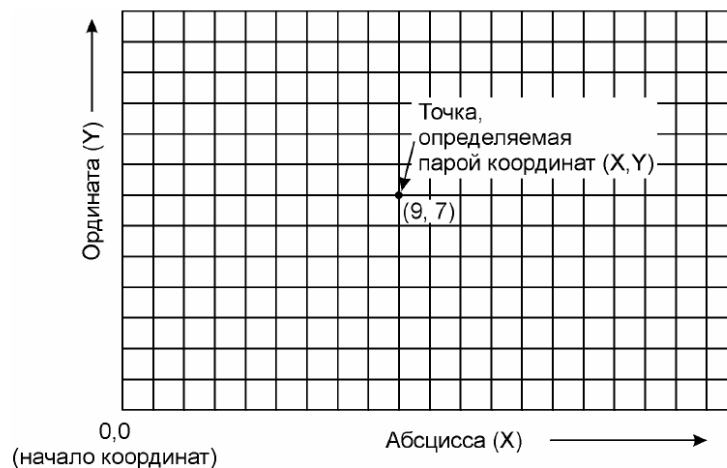 Ордината (Y)
Точка,
определяемая
парой координат (X,Y)
(9, 7)
0,0
(начало координат)
Абсцисса (X)